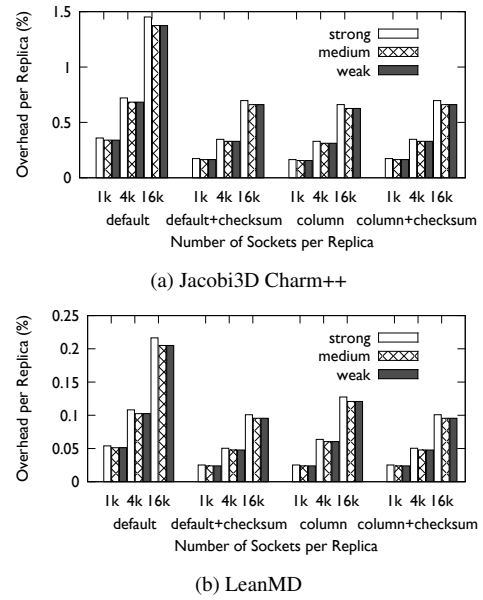 1.5
1
0.5
0
Overhead per Replica (%)
strong
medium
weak
1k 4k 16k 1k 4k 16k 1k 4k 16k 1k 4k 16k
default default+checksum column column+checksum
Number of Sockets per Replica
(a) Jacobi3D Charm++
0.25
0.2
0.15
0.1
0.05
0
Overhead per Replica (%)
strong
medium
weak
1k 4k 16k 1k 4k 16k 1k 4k 16k 1k 4k 16k
default default+checksum column column+checksum
Number of Sockets per Replica
(b) LeanMD